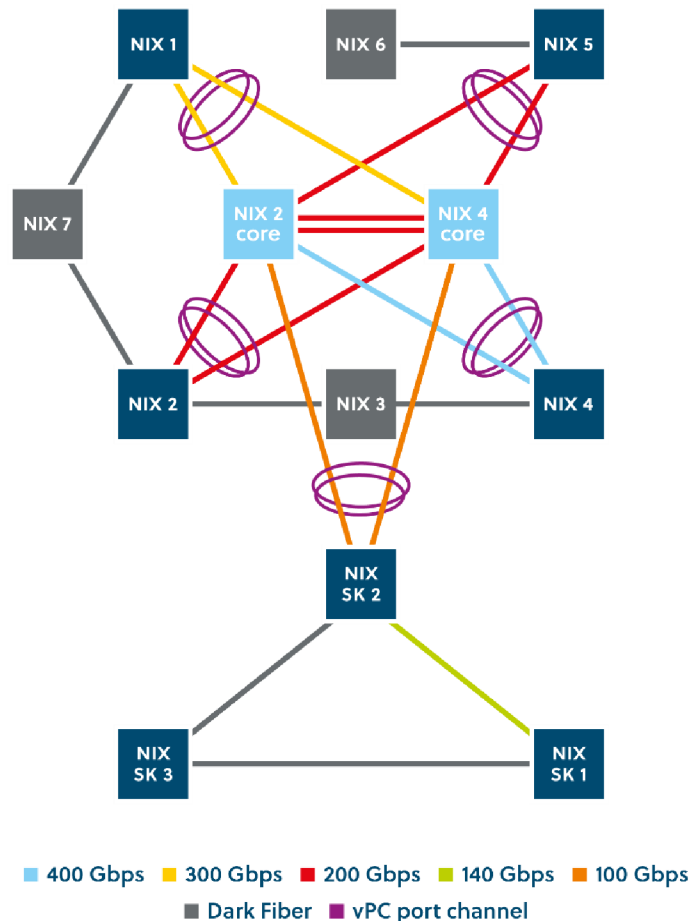 NIX 1
NIX 6
NIX 5
NIX 7
NIX 2
core
NIX 4
core
NIX 2
NIX 3
NIX 4
NIX
SK 2
NIX
SK 3
NIX
SK 1
400 Gbps
300 Gbps
200 Gbps
140 Gbps
100 Gbps
Dark Fiber
vPC port channel